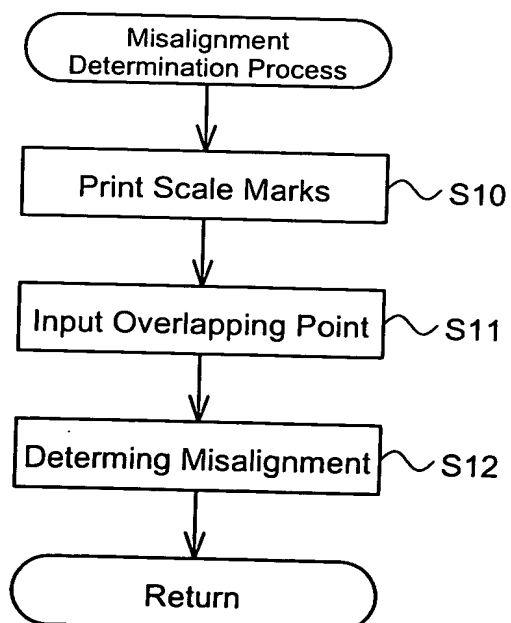 Misalignment
Determination Process
Print Scale Marks
S10
Input Overlapping Point
S11
Determing Misalignment
S12
Return